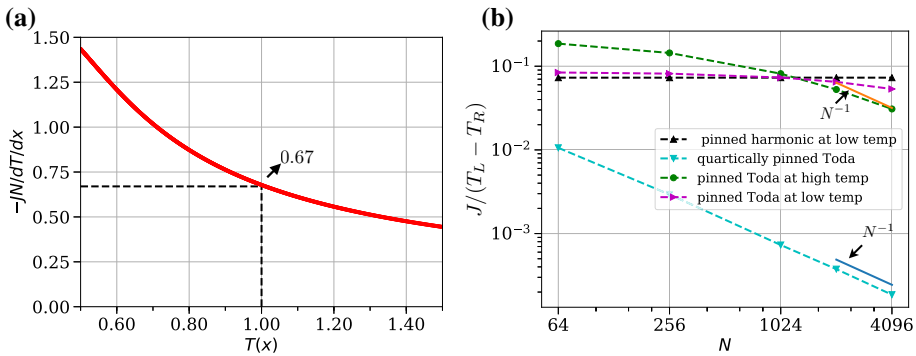 (a)
−JN/dT/dx
1.50
1.25
1.00
0.75
0.50
0.25
0.00
0.67
0.60
0.80
1.00
1.20
1.40
T(x)
(b)
J/(T_L − T_R)
10^{-1}
10^{-2}
10^{-3}
N^{-1}
pinned harmonic at low temp
quartically pinned Toda
pinned Toda at high temp
pinned Toda at low temp
N^{-1}
64
256
1024
4096
N